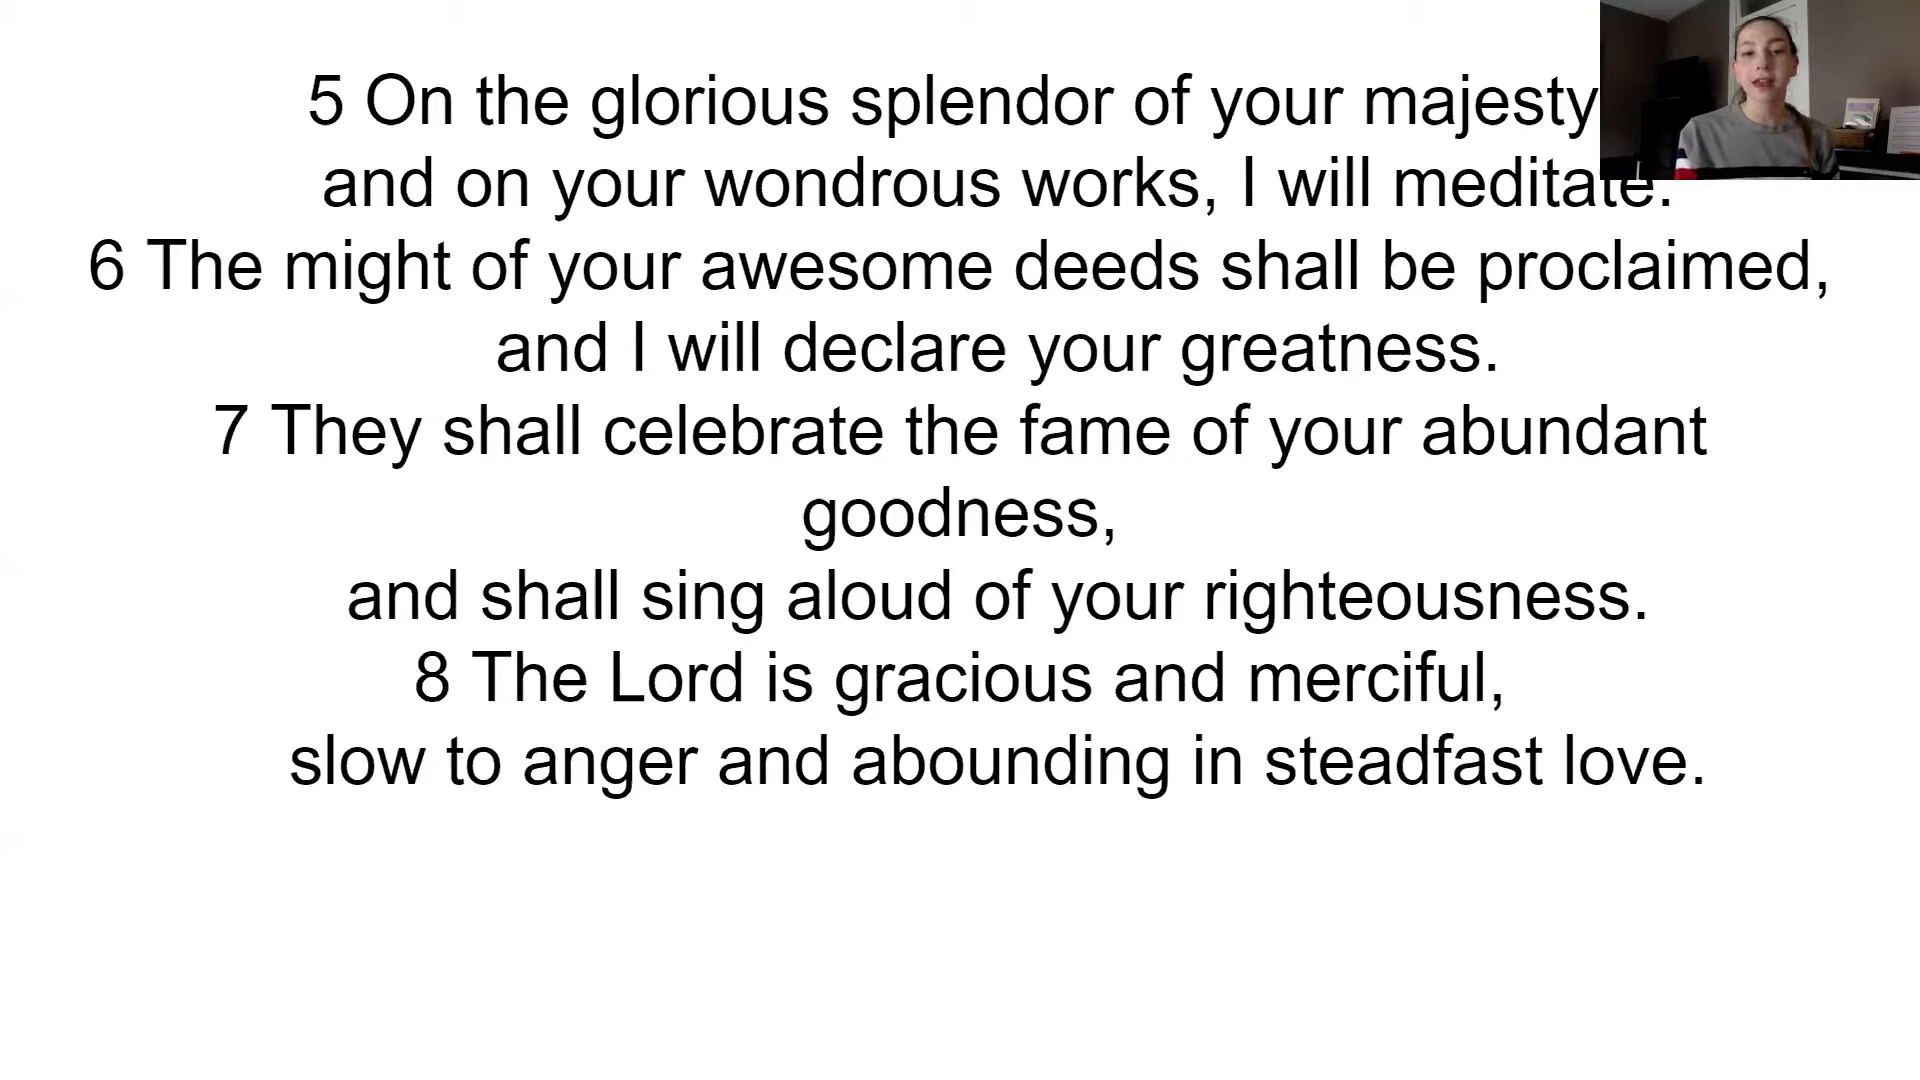 5 On the glorious splendor of your majesty
and on your wondrous works, I will meditate.
6 The might of your awesome deeds shall be proclaimed,
and I will declare your greatness.
7 They shall celebrate the fame of your abundant
goodness,
and shall sing aloud of your righteousness.
8 The Lord is gracious and merciful,
slow to anger and abounding in steadfast love.